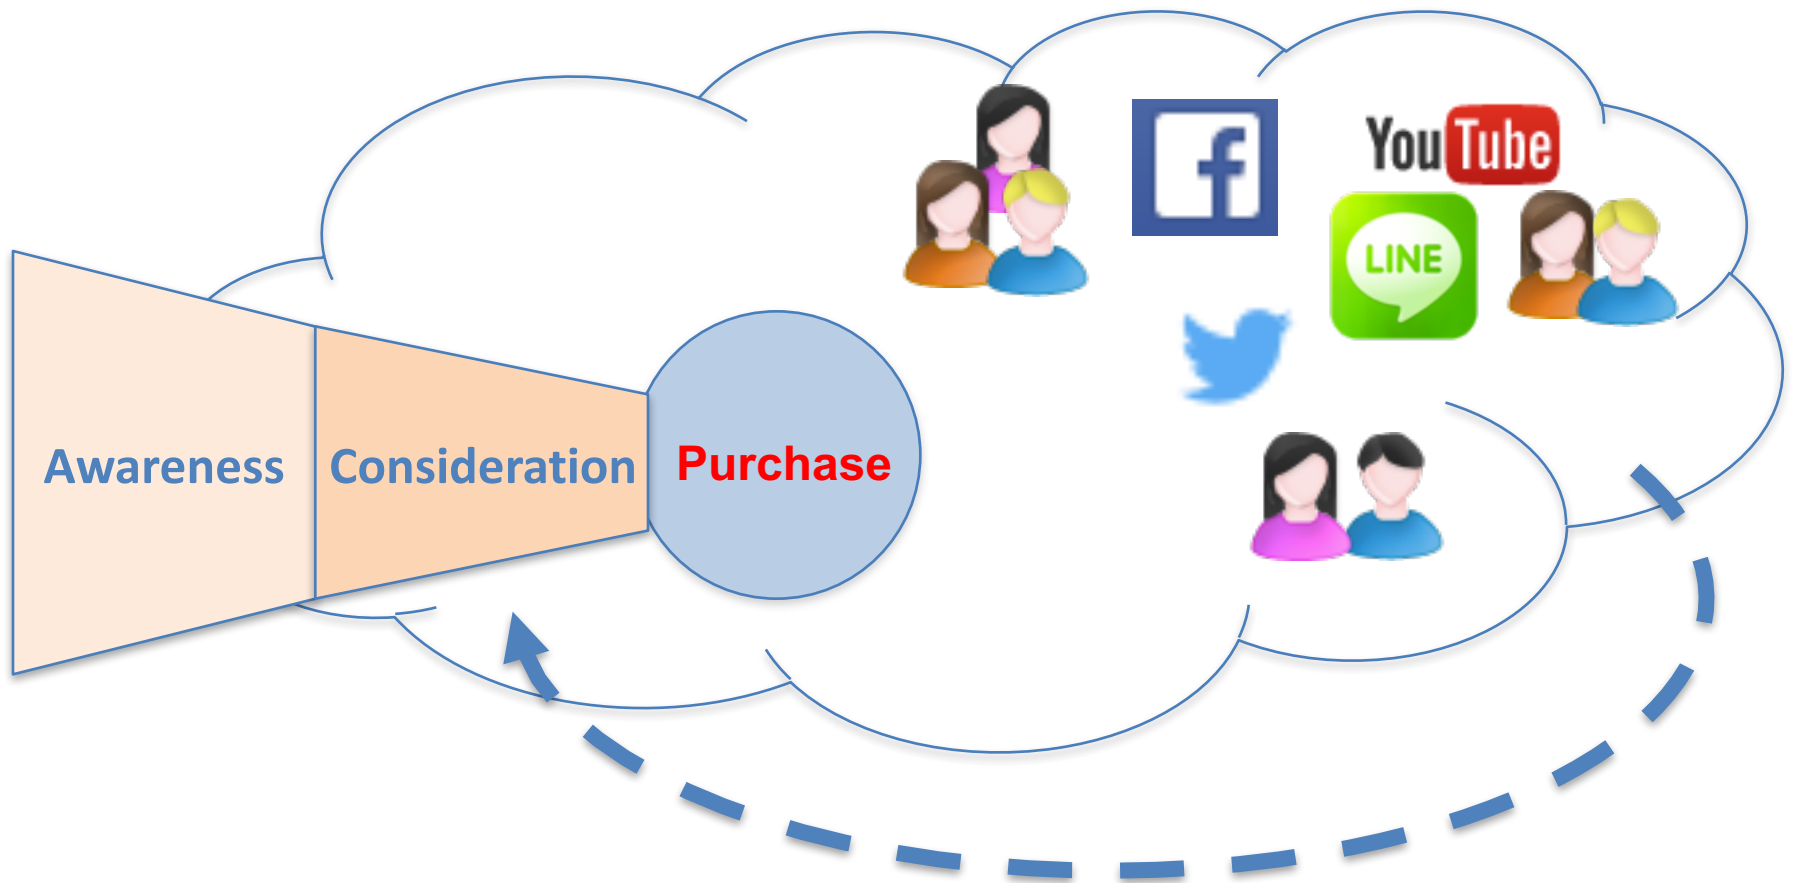 YouTube
LINE
Awareness
Consideration
Purchase